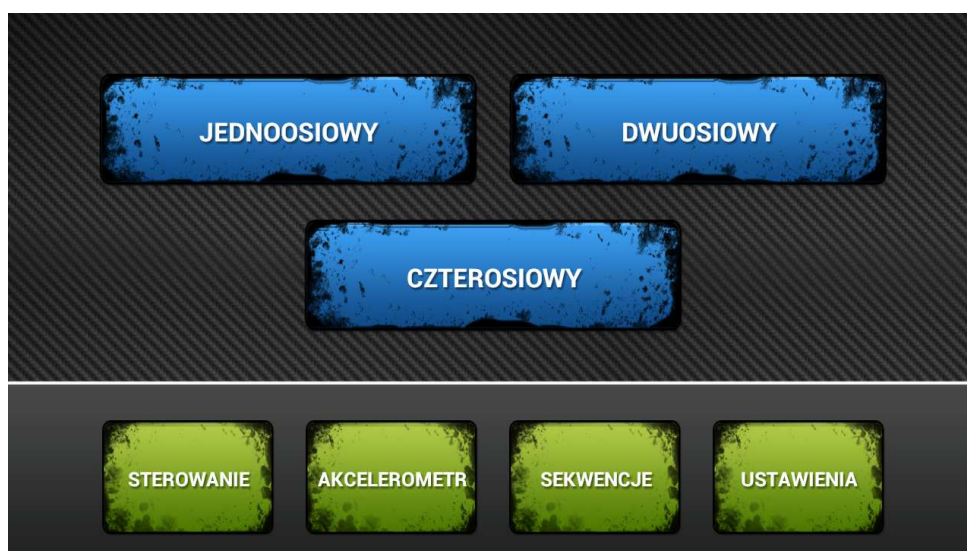 JEDNOOSIOWY
DWUOSIOWY
CZTEROSIOWY
STEROWANIE
AKCELEROMETR
SEKWENCJE
USTAWIENIA